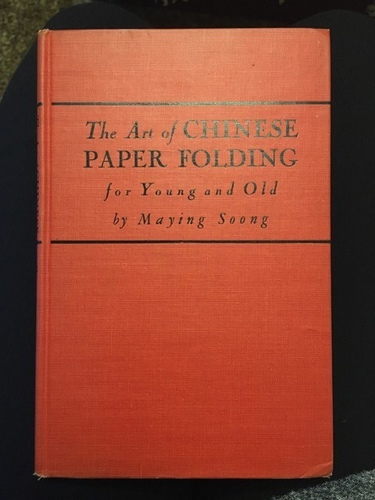 The Art of CHINESE
PAPER FOLDING
for Young and Old
by Maying Soong